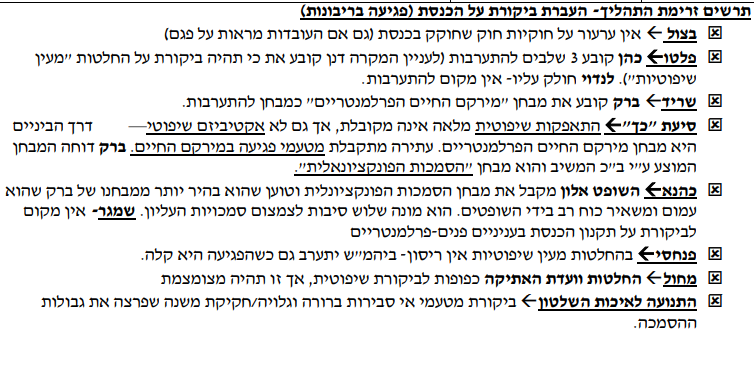 תרשים זרימת התהליך- העברת ביקורת על הכנסת (פגיעה בריבונות)
בצול ← אין ערעור על חוקיות חוק שחוקק בכנסת (גם אם העובדות מראות על פגם)
פלטו← כהן קובע 3 שלבים להתערבות (לעניין המקרה דנן קובע את כי תהיה ביקורת על החלטות "מעין
שיפוטיות"). לנדוי חולק עליו- אין מקום להתערבות.
שריד← ברק קובע את מבחן "מירקם החיים הפרלמנטריים" כמבחן להתערבות.
סיעת "כך"← התאפקות שיפוטית מלאה אינה מקובלת, אך גם לא אקטיביזם שיפוטי— דרך הביניים
היא מבחן מירקם החיים הפרלמנטריים. עתירה מתקבלת מטעמי פגיעה במירקם החיים. ברק דוחה המבחן
המוצע ע"י ב"כ המשיב והוא מבחן "הסמכות הפונקציונאלית".
כהנא← השופט אלון מקבל את מבחן הסמכות הפונקציונלית וטוען שהוא בהיר יותר ממבחנו של ברק שהוא
עמום ומשאיר כוח רב בידי השופטים. הוא מונה שלוש סיבות לצמצום סמכויות העליון. שמגר- אין מקום
לביקורת על תקנון הכנסת בעניינים פנים-פרלמנטריים
פנחסי← בהחלטות מעין שיפוטיות אין ריסון- ביהמ"ש יתערב גם כשהפגיעה היא קלה.
מחול← החלטות וועדת האתיקה כפופות לביקורת שיפוטית, אך זו תהיה מצומצמת
התנועה לאיכות השלטון← ביקורת מטעמי אי סבירות ברורה וגלויה/חקיקת משנה שפרצה את גבולות
ההסמכה.